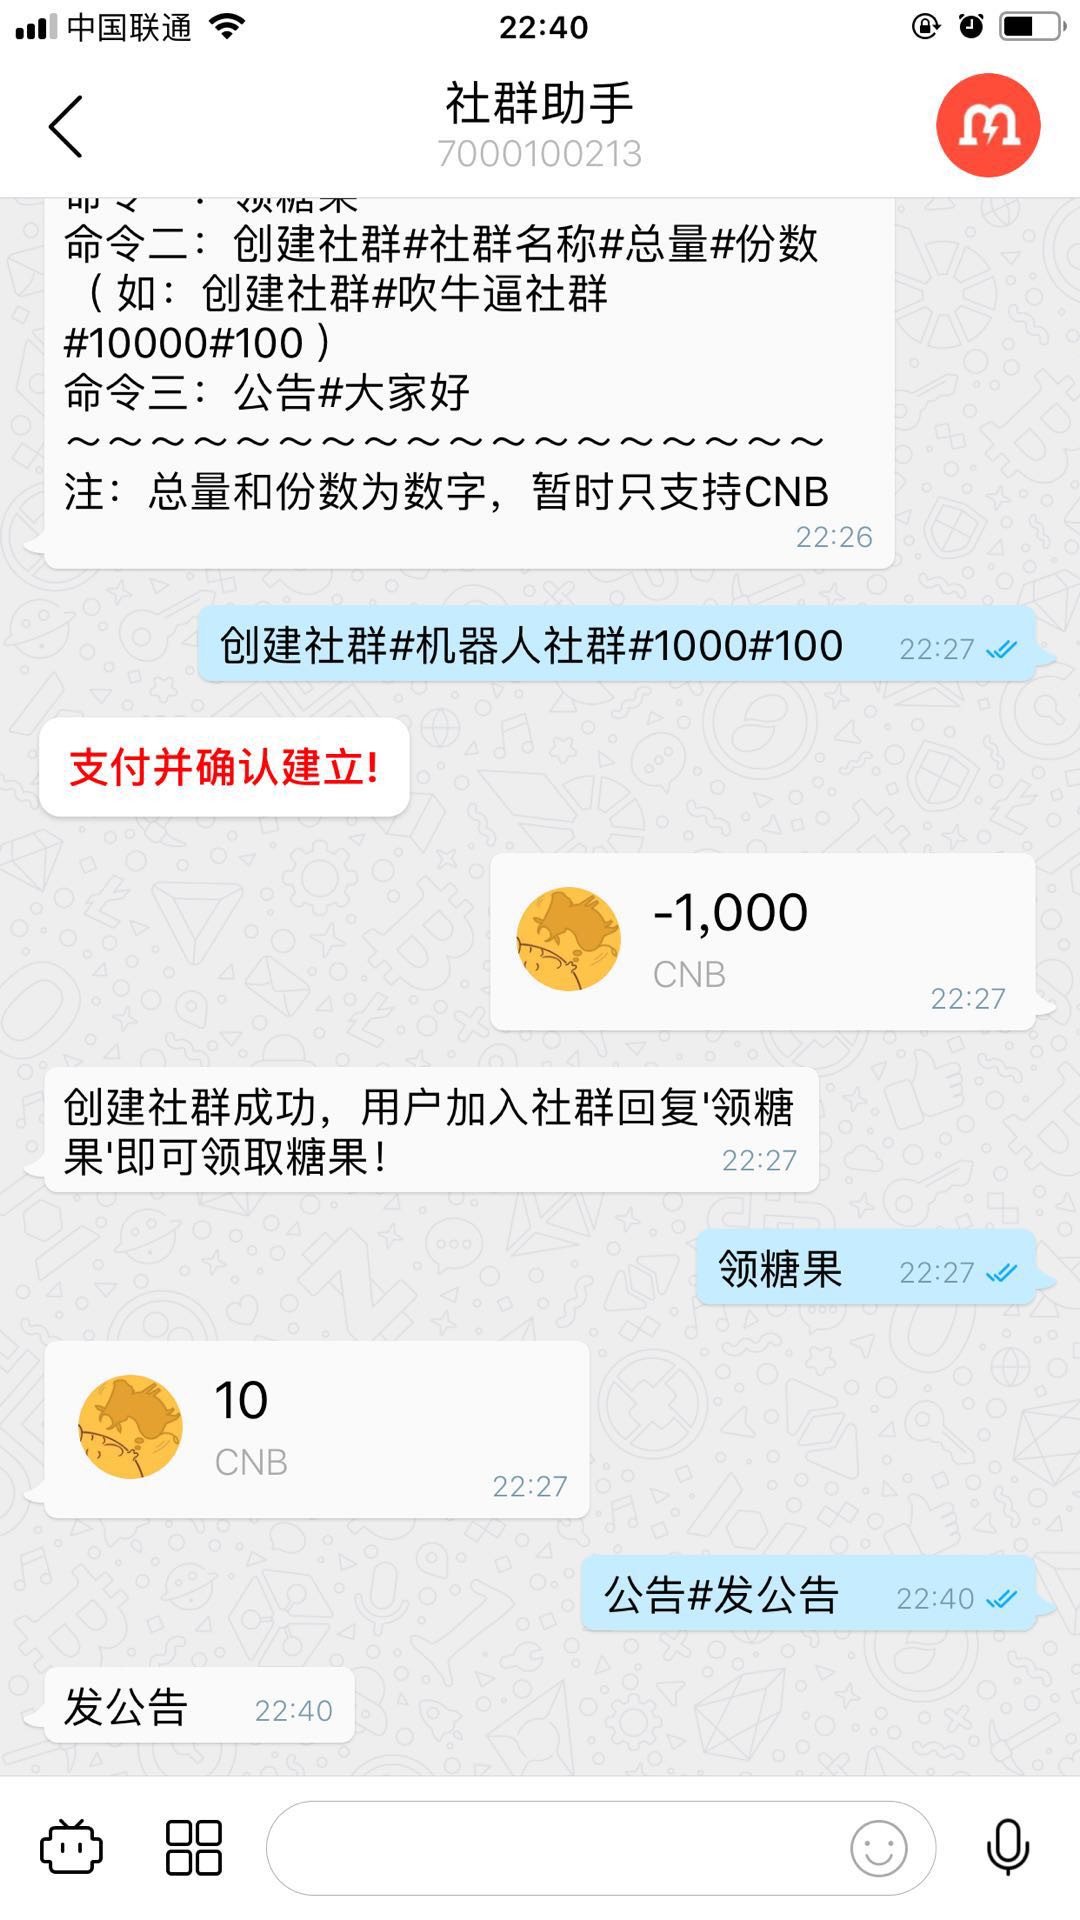 中国联通
22:40
社群助手
7000100213
命令一：领糖果
命令二：创建社群#社群名称#总量#份数
（如：创建社群#吹牛逼社群
#10000#100）
命令三：公告#大家好
～～～～～～～～～～～～～～～～～～
注：总量和份数为数字，暂时只支持CNB
22:26
创建社群#机器人社群#1000#100 22:27
支付并确认建立!
-1,000
CNB
22:27
创建社群成功，用户加入社群回复'领糖
果'即可领取糖果！ 22:27
领糖果 22:27
10
CNB
22:27
公告#发公告 22:40
发公告 22:40